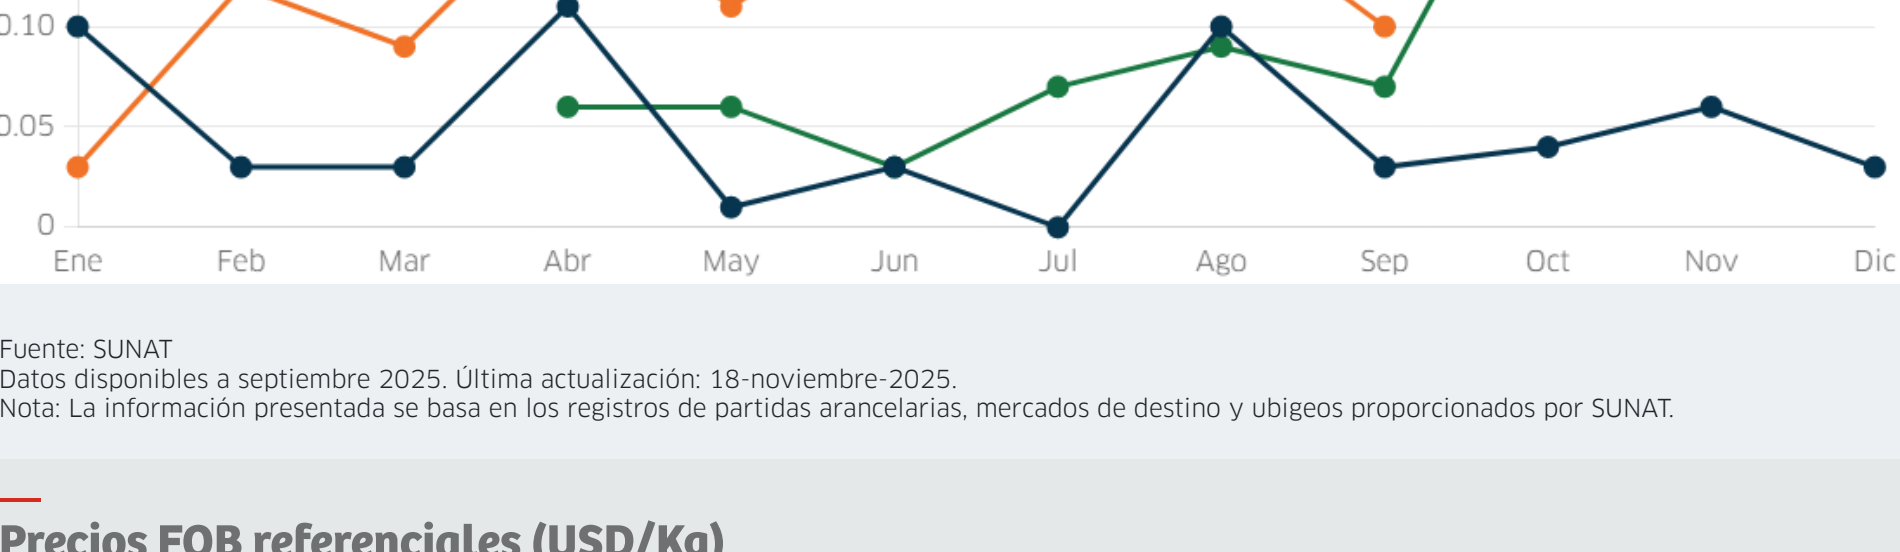 0.10
0.05
0
Ene Feb Mar Abr May Jun Jul Ago Sep Oct Nov Dic
Fuente: SUNAT
Datos disponibles a septiembre 2025. Última actualización: 18-noviembre-2025.
Nota: La información presentada se basa en los registros de partidas arancelarias, mercados de destino y ubigeos proporcionados por SUNAT.
Precios FOB referenciales (USD/Kg)